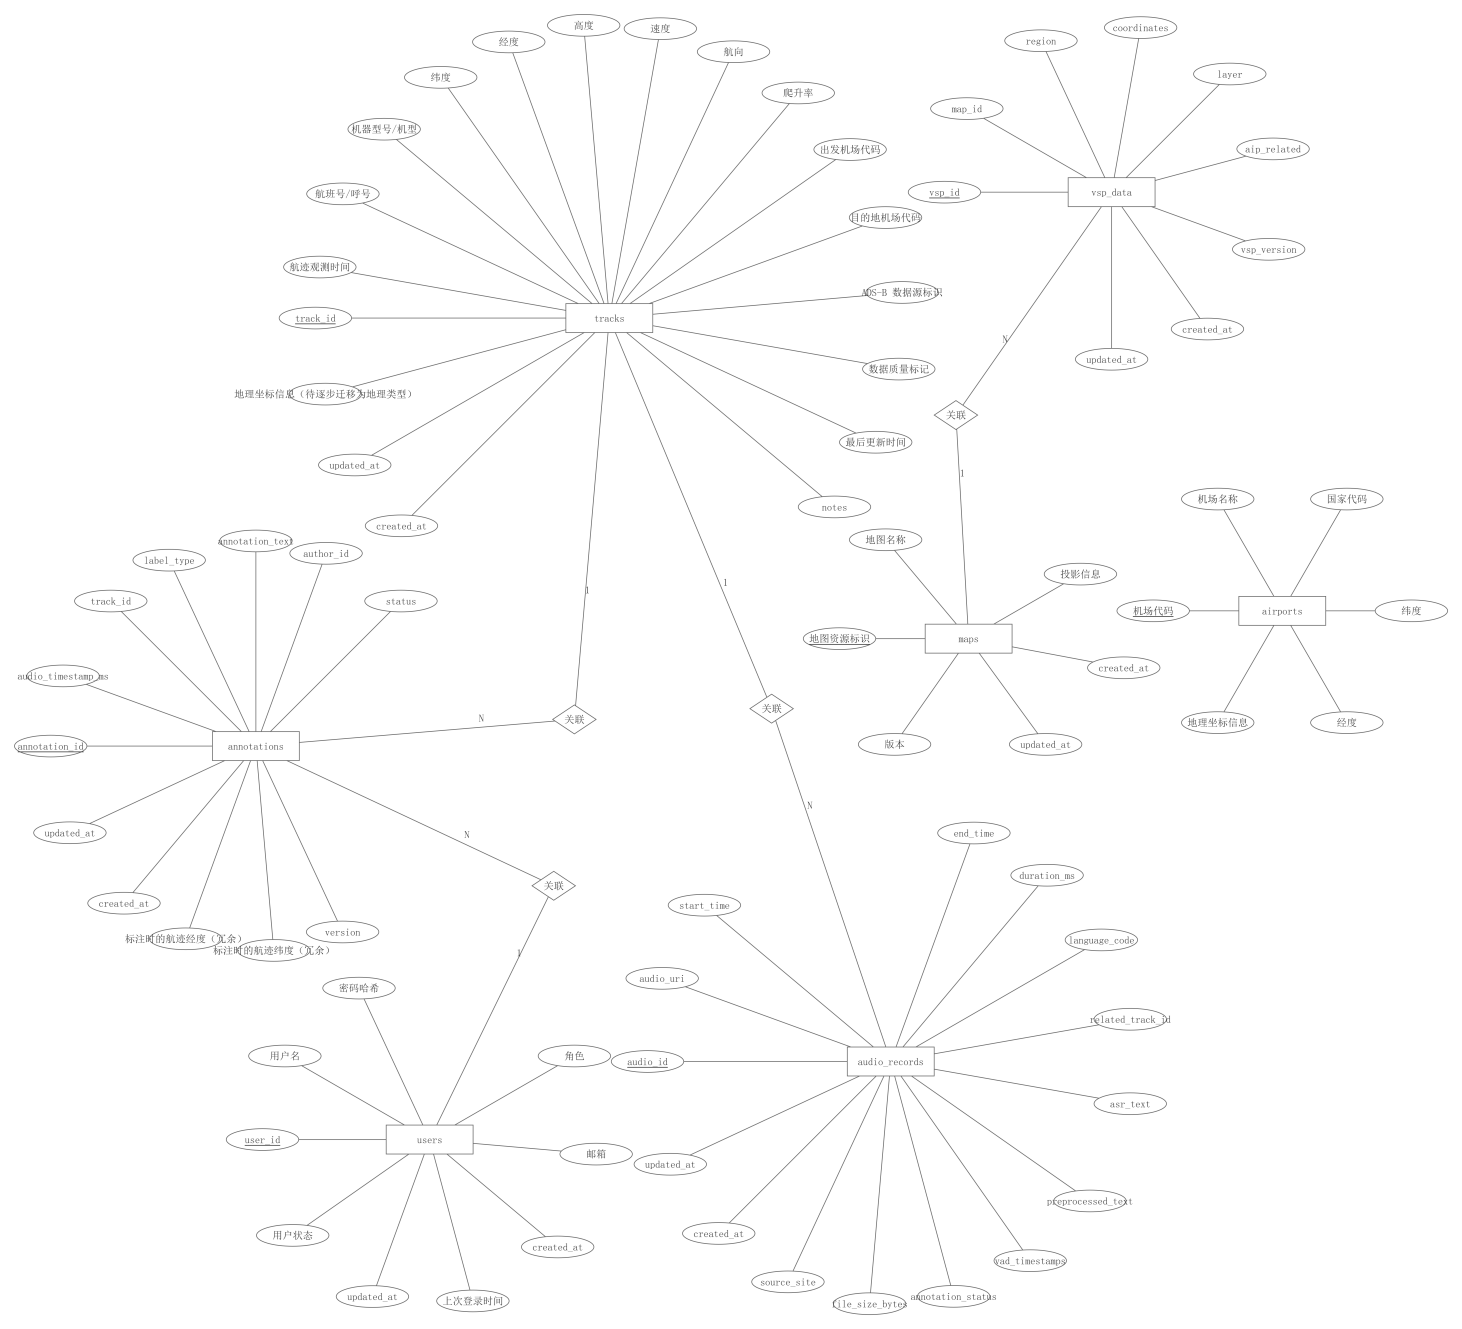 高度
速度
经度
航向
纬度
爬升率
机器型号/机型
出发机场代码
航班号/呼号
目的地机场代码
航迹观测时间
ADS-B 数据源标识
track_id
tracks
地理坐标信息（待逐步迁移为地理类型）
数据质量标记
updated_at
最后更新时间
created_at
notes
coordinates
region
layer
map_id
aip_related
vsp_id
vsp_data
vsp_version
created_at
updated_at
N
关联
1
地图名称
投影信息
地图资源标识
maps
created_at
版本
updated_at
机场名称
国家代码
机场代码
airports
纬度
地理坐标信息
经度
1
关联
N
1
关联
N
annotation_text
author_id
label_type
track_id
status
audio_timestamp_ms
annotation_id
annotations
updated_at
created_at
标注时的航迹经度（冗余）
标注时的航迹纬度（冗余）
version
N
关联
1
密码哈希
用户名
角色
user_id
users
邮箱
用户状态
created_at
updated_at
上次登录时间
end_time
duration_ms
start_time
language_code
audio_uri
related_track_id
audio_id
audio_records
asr_text
updated_at
preprocessed_text
created_at
vad_timestamps
source_site
file_size_bytes
annotation_status